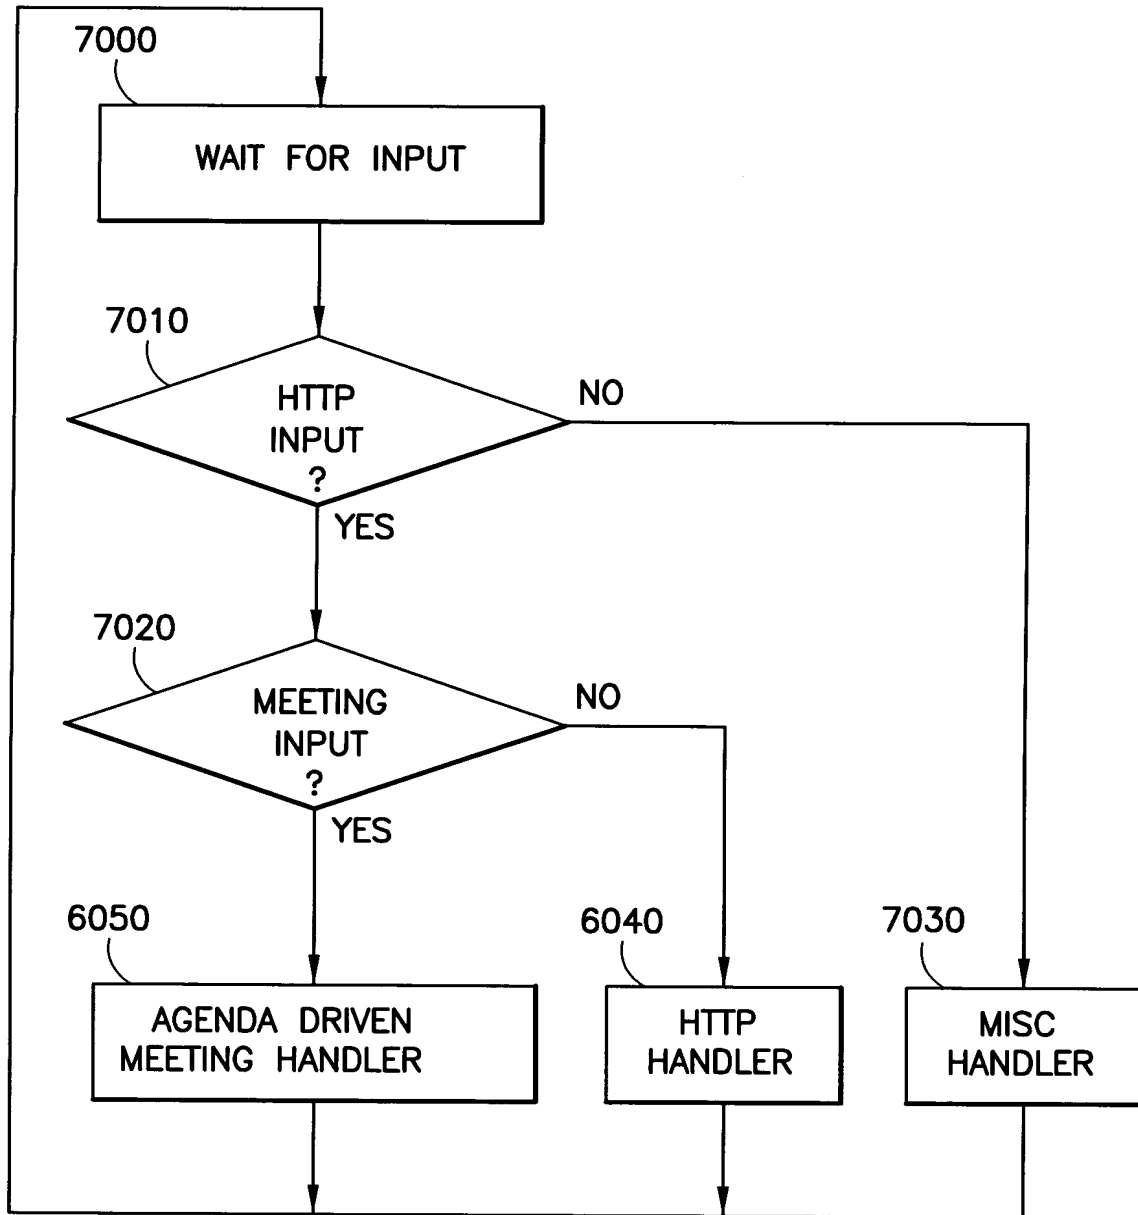 7000
WAIT FOR INPUT
7010
HTTP
INPUT
?
NO
YES
7020
MEETING
INPUT
?
NO
YES
6050
AGENDA DRIVEN
MEETING HANDLER
6040
HTTP
HANDLER
7030
MISC
HANDLER